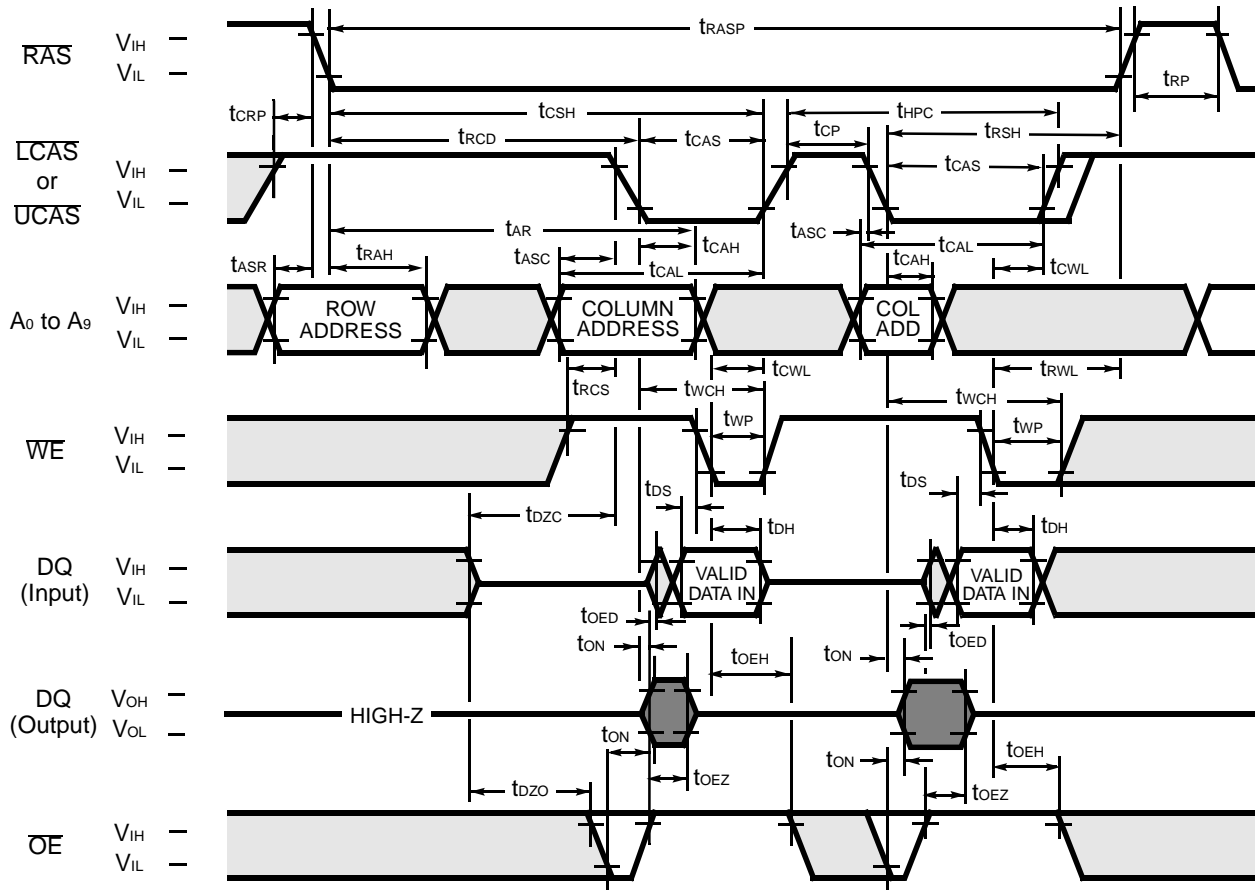 tRASP
RAS VIH
VIL
tRP
tCRP tCSH tHPC
tRCD tCAS tCP tRSH
LCAS
or
UCAS
VIH
VIL
tCAS
tAR tCAH tASC tCAL
tASR tRAH tASC tCAL tCAH tCWL
A0 to A9 VIH
VIL
ROW
ADDRESS
COLUMN
ADDRESS
COL
ADD
tRCS tWCH tCWL tWCH tRWL
WE VIH
VIL
tWP tWP
tDZC tDS tDH tDS tDH
DQ
(Input)
VIH
VIL
VALID
DATA IN
VALID
DATA IN
tOED tOED
tON tOEH tON
DQ
(Output)
VOH
VOL
HIGH-Z
tON tOEZ tON tOEH
tDZO tOEZ
OE VIH
VIL